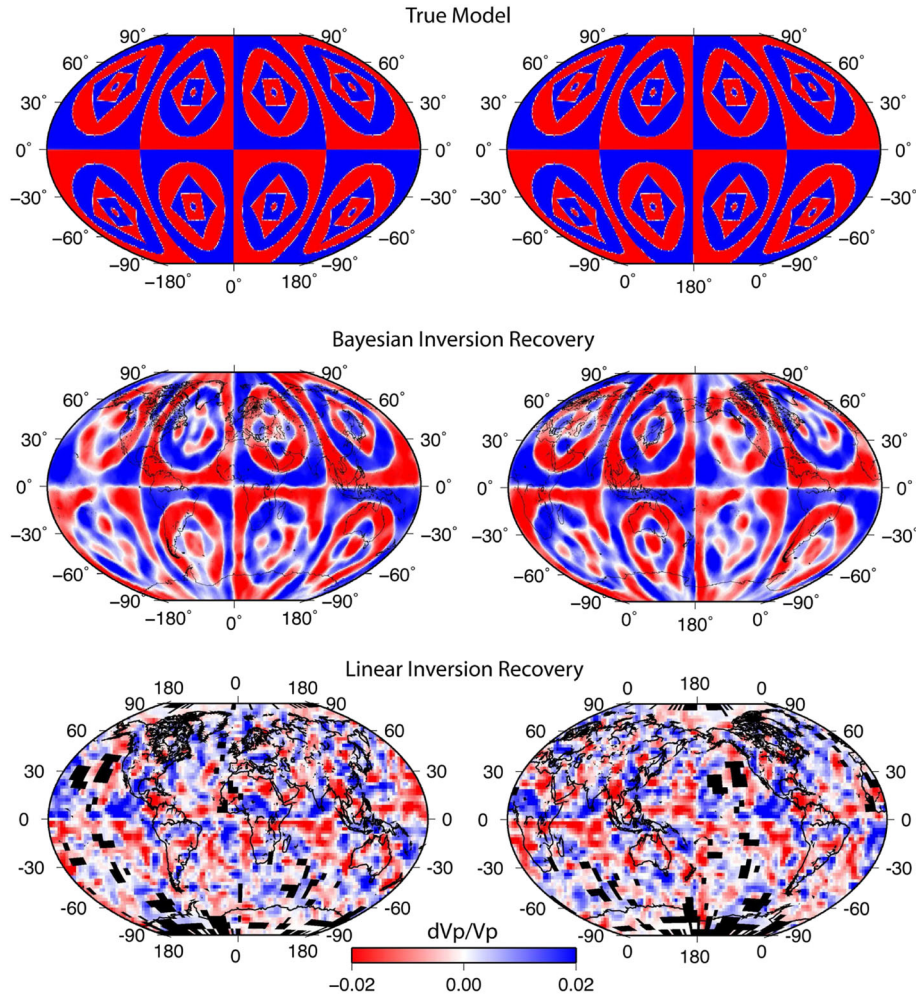 True Model
90° 90° 90° 90°
60° 60° 60° 60°
30° 30° 30° 30°
0° 0° 0° 0°
−30° −30° −30° −30°
−60° −60° −60° −60°
−90° −90° −90° −90°
−180° 0° 180° 0° 180° 0°
Bayesian Inversion Recovery
90° 90° 90° 90°
60° 60° 60° 60°
30° 30° 30° 30°
0° 0° 0° 0°
−30° −30° −30° −30°
−60° −60° −60° −60°
−90° −90° −90° −90°
−180° 0° 180° 0° 180° 0°
Linear Inversion Recovery
180 0 180 0 180 0
90 90 90 90
60 60 60 60
30 30 30 30
0 0 0 0
-30 -30 -30 -30
-60 -60 -60 -60
-90 -90 -90 -90
180 0 180 0 180 0
dVp/Vp
−0.02 0.00 0.02